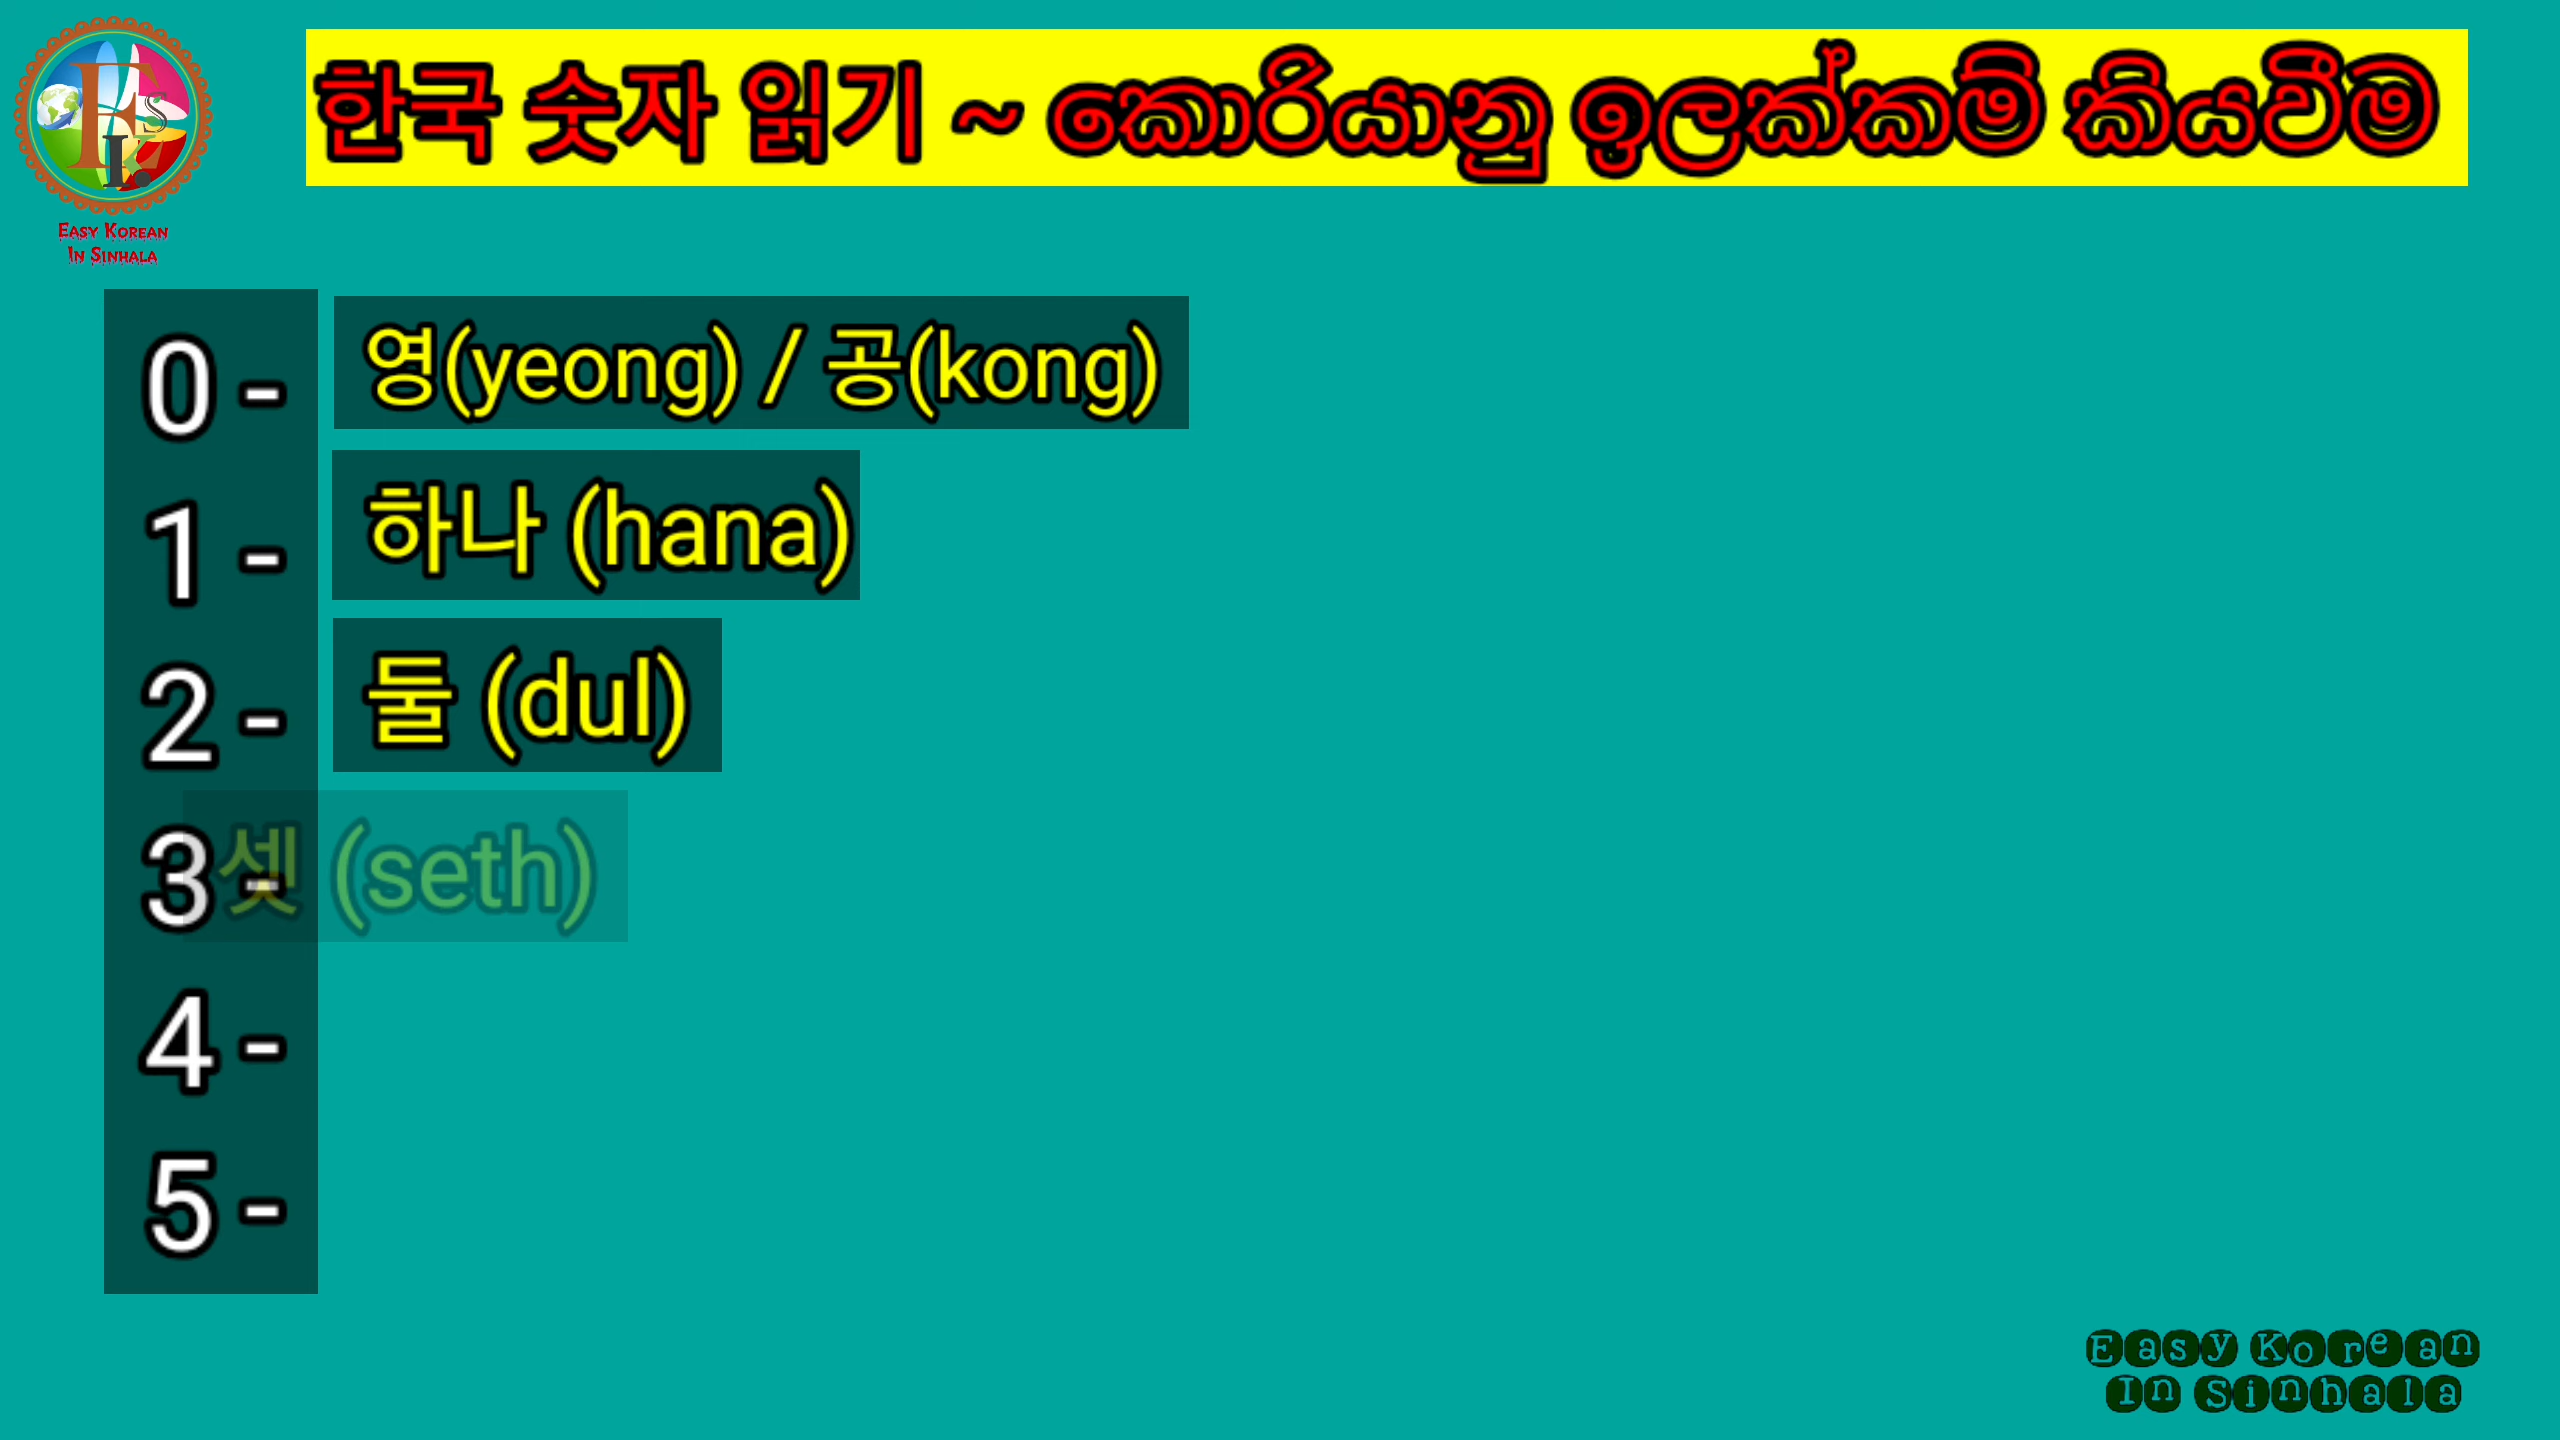 한국 숫자 읽기 ~ කොරියානු ඉලක්කම් කියවීම
EASY KOREAN
IN SINHALA
0 - 영(yeong) / 공(kong)
1 - 하나 (hana)
2 - 둘 (dul)
3 - 셋 (seth)
4 -
5 -
Easy Korean
In Sinhala